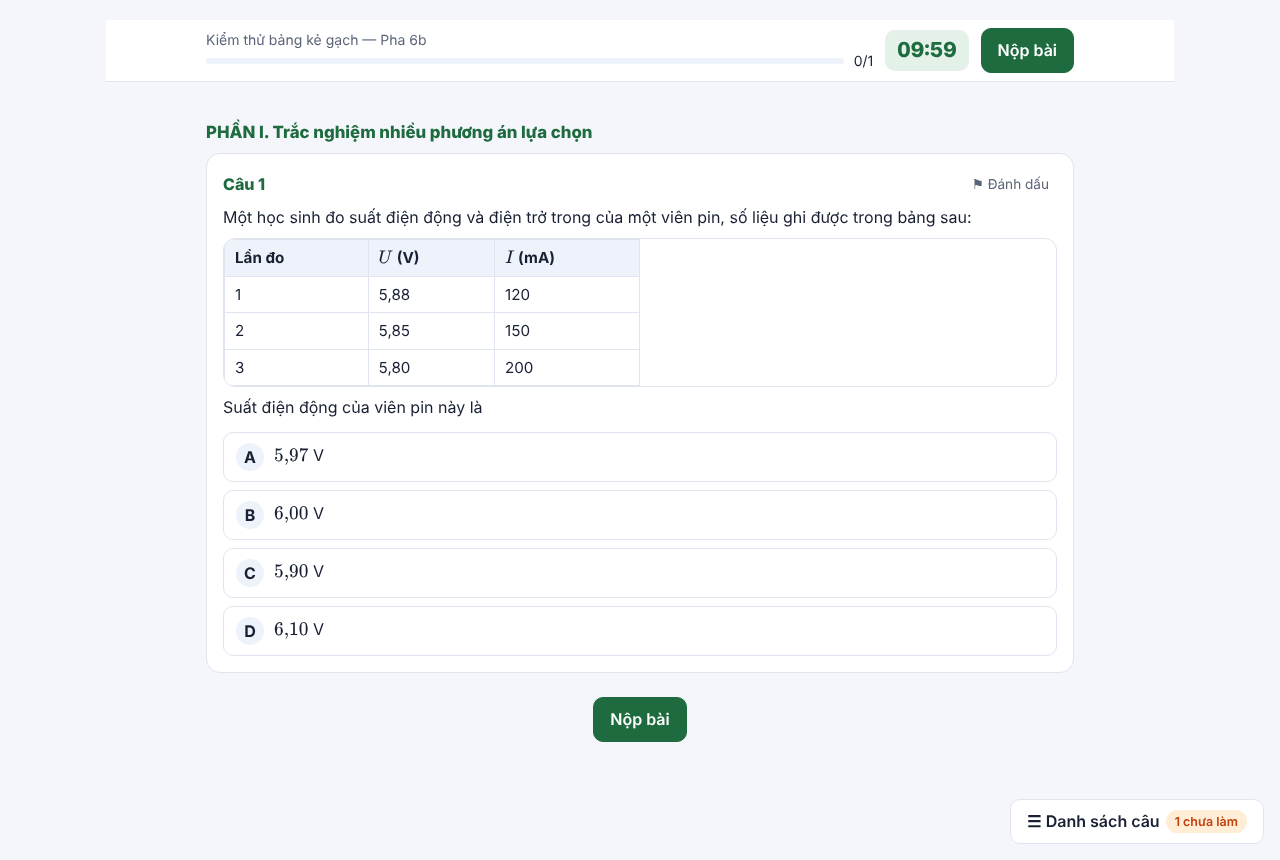 Kiểm thử bảng kẻ gạch — Pha 6b
0/1
09:59
Nộp bài
PHẦN I. Trắc nghiệm nhiều phương án lựa chọn
Câu 1
⚑ Đánh dấu
Một học sinh đo suất điện động và điện trở trong của một viên pin, số liệu ghi được trong bảng sau:
Lần đo U (V) I (mA)
1 5,88 120
2 5,85 150
3 5,80 200
Suất điện động của viên pin này là
A 5,97 V
B 6,00 V
C 5,90 V
D 6,10 V
Nộp bài
☰ Danh sách câu 1 chưa làm